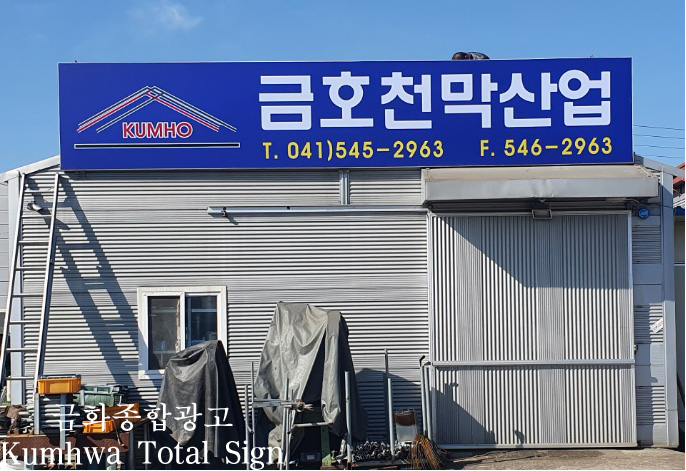 금호천막산업
KUMHO
T. 041)545-2963 F. 546-2963
금화종합광고
Kumhwa Total Sign